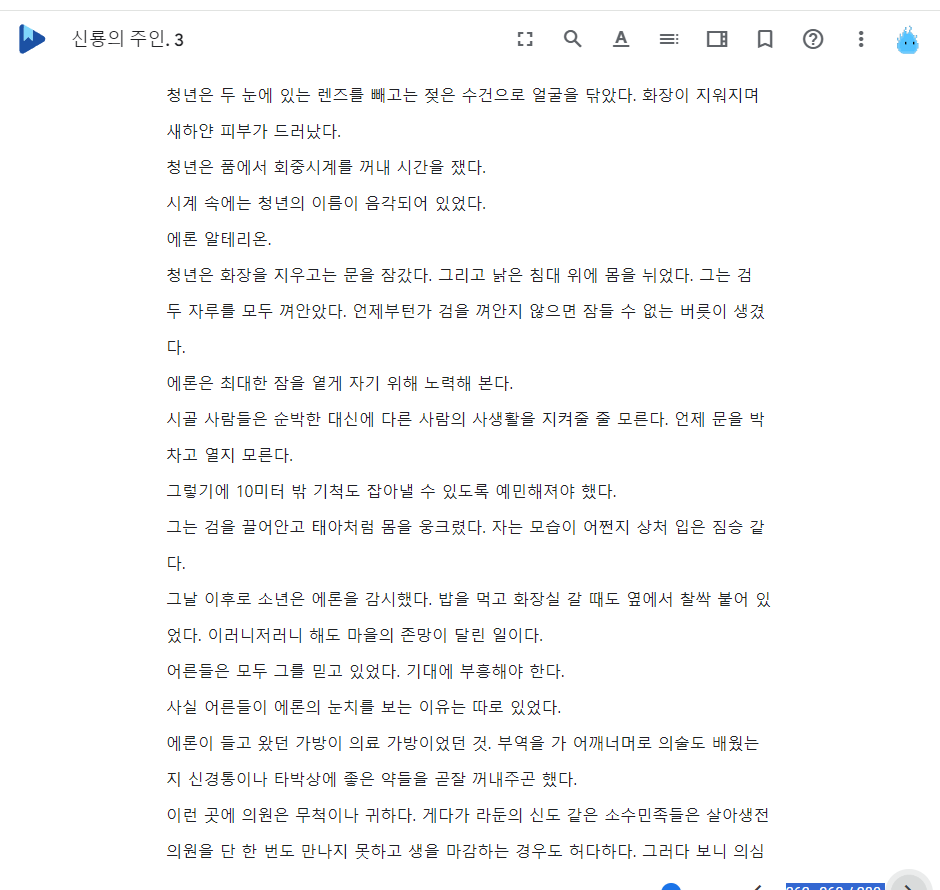 신룡의 주인. 3
청년은 두 눈에 있는 렌즈를 빼고는 젖은 수건으로 얼굴을 닦았다. 화장이 지워지며
새하얀 피부가 드러났다.
청년은 품에서 회중시계를 꺼내 시간을 쟀다.
시계 속에는 청년의 이름이 음각되어 있었다.
에론 알테리온.
청년은 화장을 지우고는 문을 잠갔다. 그리고 낡은 침대 위에 몸을 뉘었다. 그는 검
두 자루를 모두 껴안았다. 언제부턴가 검을 껴안지 않으면 잠들 수 없는 버릇이 생겼
다.
에론은 최대한 잠을 옅게 자기 위해 노력해 본다.
시골 사람들은 순박한 대신에 다른 사람의 사생활을 지켜줄 줄 모른다. 언제 문을 박
차고 열지 모른다.
그렇기에 10미터 밖 기척도 잡아낼 수 있도록 예민해져야 했다.
그는 검을 끌어안고 태아처럼 몸을 웅크렸다. 자는 모습이 어쩐지 상처 입은 짐승 같
다.
그날 이후로 소년은 에론을 감시했다. 밥을 먹고 화장실 갈 때도 옆에서 찰싹 붙어 있
었다. 이러니저러니 해도 마을의 존망이 달린 일이다.
어른들은 모두 그를 믿고 있었다. 기대에 부흥해야 한다.
사실 어른들이 에론의 눈치를 보는 이유는 따로 있었다.
에론이 들고 왔던 가방이 의료 가방이었던 것. 부역을 가 어깨너머로 의술도 배웠는
지 신경통이나 타박상에 좋은 약들을 곧잘 꺼내주곤 했다.
이런 곳에 의원은 무척이나 귀하다. 게다가 라둔의 신도 같은 소수민족들은 살아생전
의원을 단 한 번도 만나지 못하고 생을 마감하는 경우도 허다하다. 그러다 보니 의심